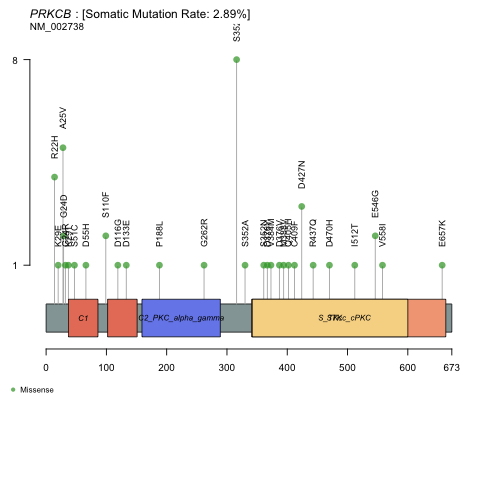 PRKCB : [Somatic Mutation Rate: 2.89%]
NM_002738
8
1
R22H
A25V
G24D
K29E
S51C
D55H
S110F
D116G
D133E
P188L
G262R
S352A
D427N
R437Q
D470H
I512T
E546G
V558I
E657K
C1
C2_PKC_alpha_gamma
0
100
200
300
400
500
600
673
Missense